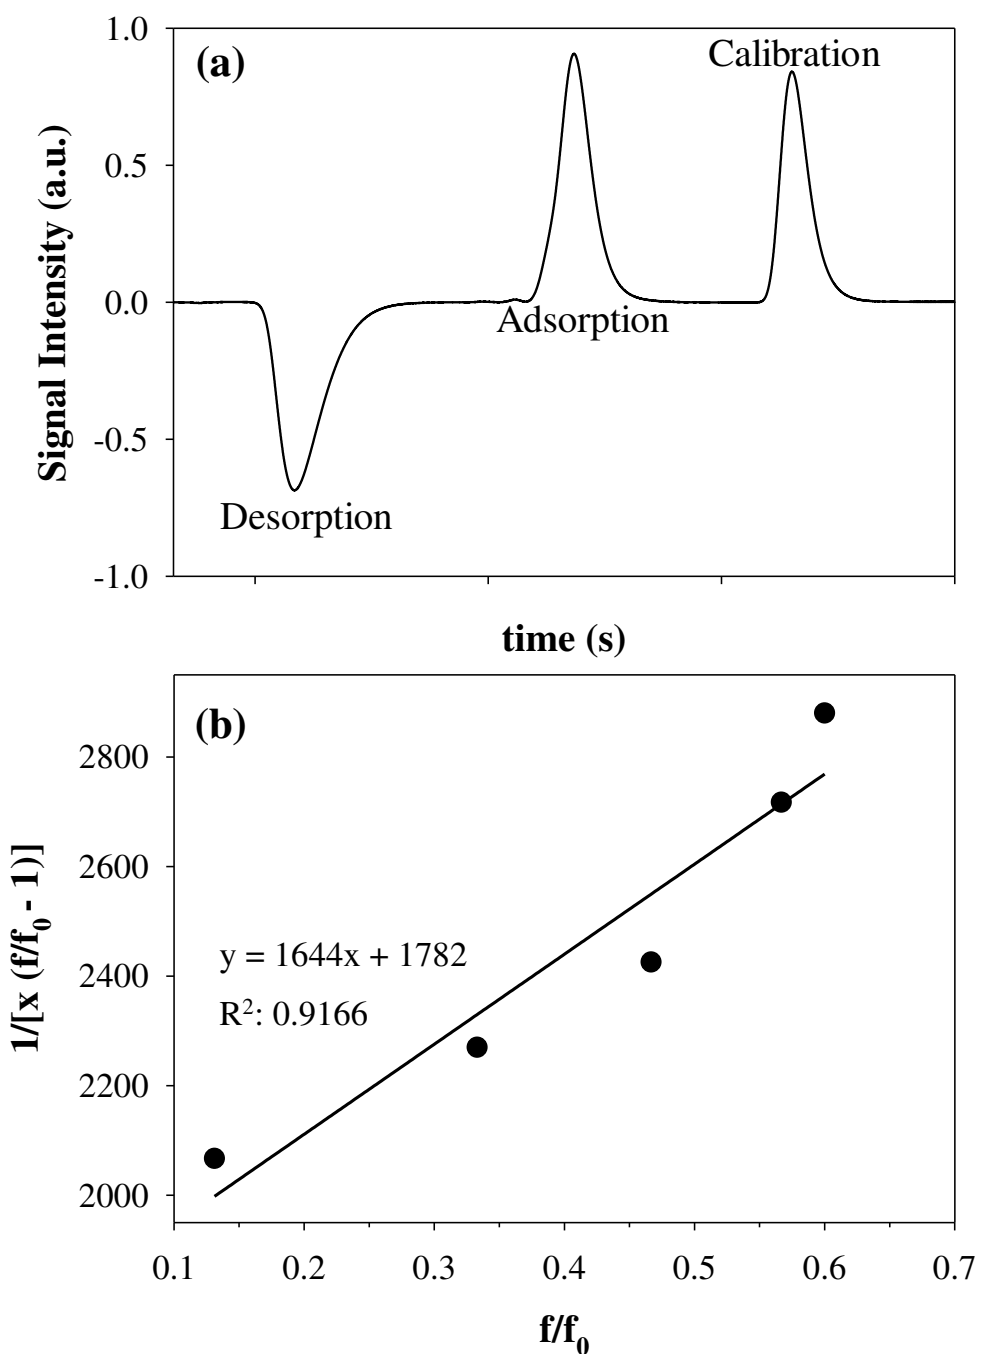 (a)
Calibration
1.0
0.5
0.0
-0.5
-1.0
Signal Intensity (a.u.)
Adsorption
Desorption
time (s)
(b)
2800
2600
2400
2200
2000
1/[x (f/f₀ - 1)]
y = 1644x + 1782
R²: 0.9166
0.1 0.2 0.3 0.4 0.5 0.6 0.7
f/f₀